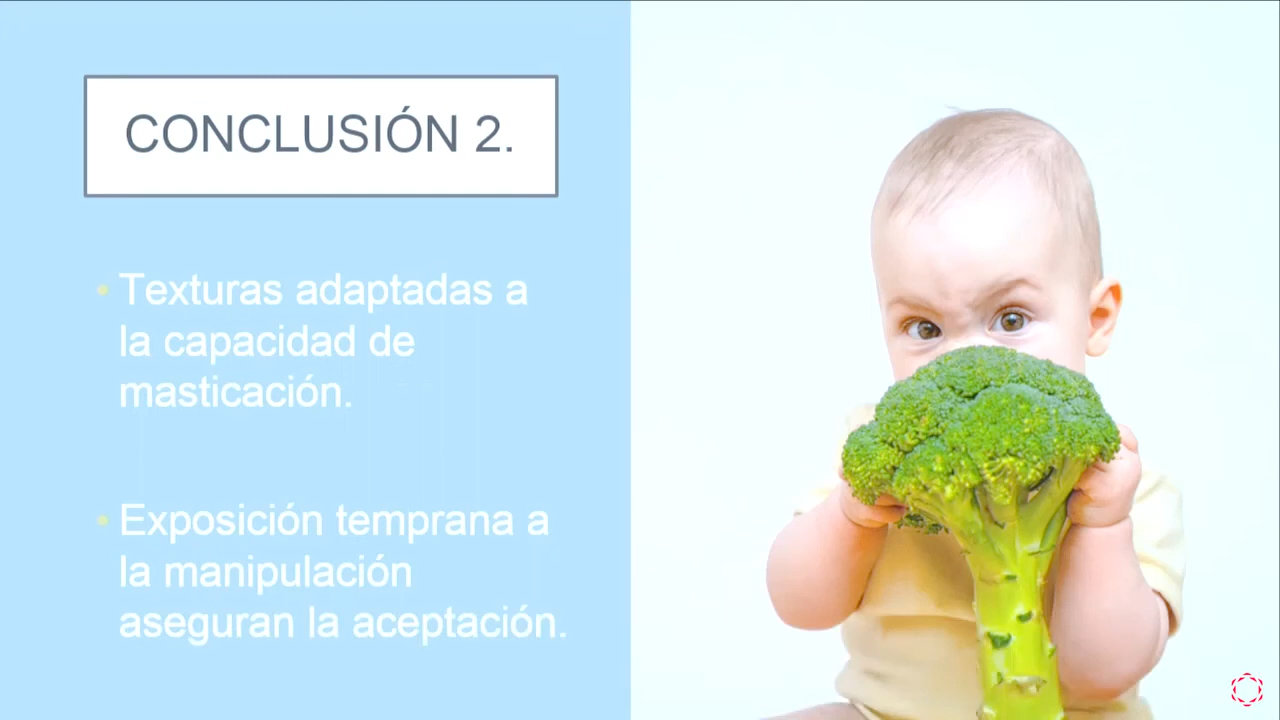 CONCLUSIÓN 2.
• Texturas adaptadas a
la capacidad de
masticación.
• Exposición temprana a
la manipulación
aseguran la aceptación.